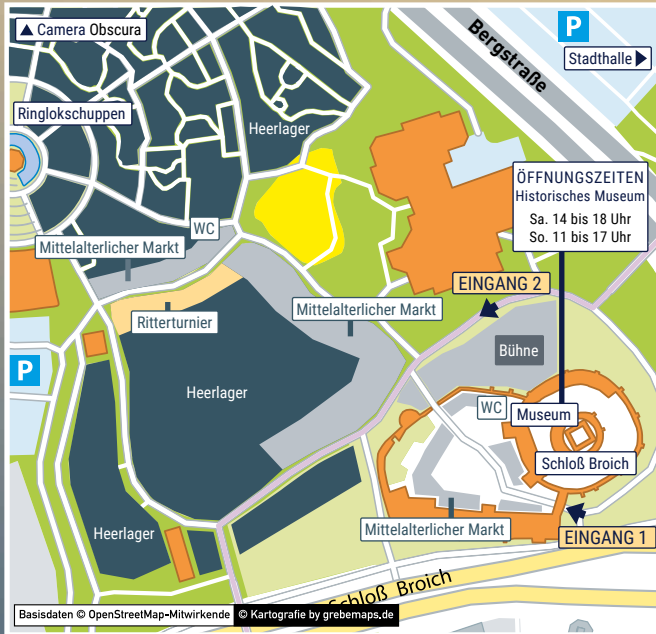 ▲ Camera Obscura
P
Bergstraße
Stadthalle ▶
Ringlokschuppen
Heerlager
ÖFFNUNGSZEITEN
Historisches Museum
Sa. 14 bis 18 Uhr
So. 11 bis 17 Uhr
WC
Mittelalterlicher Markt
EINGANG 2
Mittelalterlicher Markt
Ritterturnier
Bühne
P
Heerlager
WC
Museum
Schloß Broich
Heerlager
Mittelalterlicher Markt
EINGANG 1
Schloß Broich
Basisdaten © OpenStreetMap-Mitwirkende © Kartografie by grebemaps.de